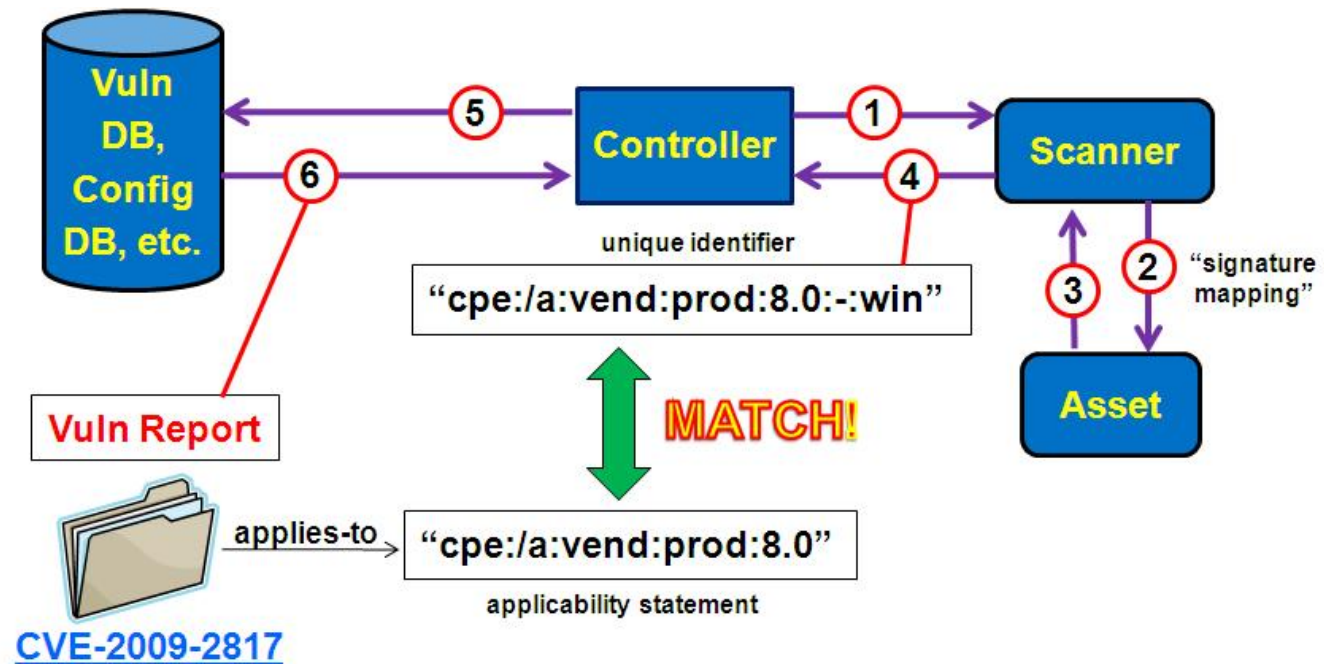 Vuln
DB,
Config
DB, etc.
5
Controller
1
Scanner
6
4
unique identifier
“cpe:/a:vend:prod:8.0:-:win”
3
2
“signature
mapping”
Asset
MATCH!
Vuln Report
applies-to
“cpe:/a:vend:prod:8.0”
applicability statement
CVE-2009-2817